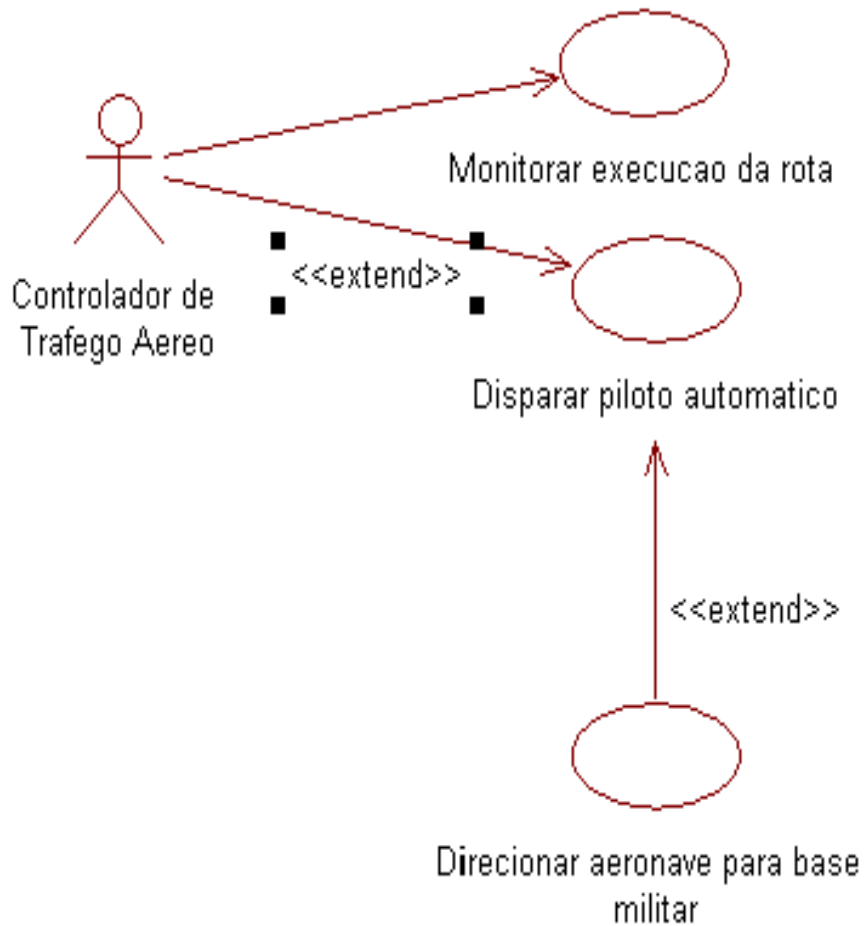 Monitorar execucao da rota
<<extend>>
Controlador de
Trafego Aereo
Disparar piloto automatico
<<extend>>
Direcionar aeronave para base
militar